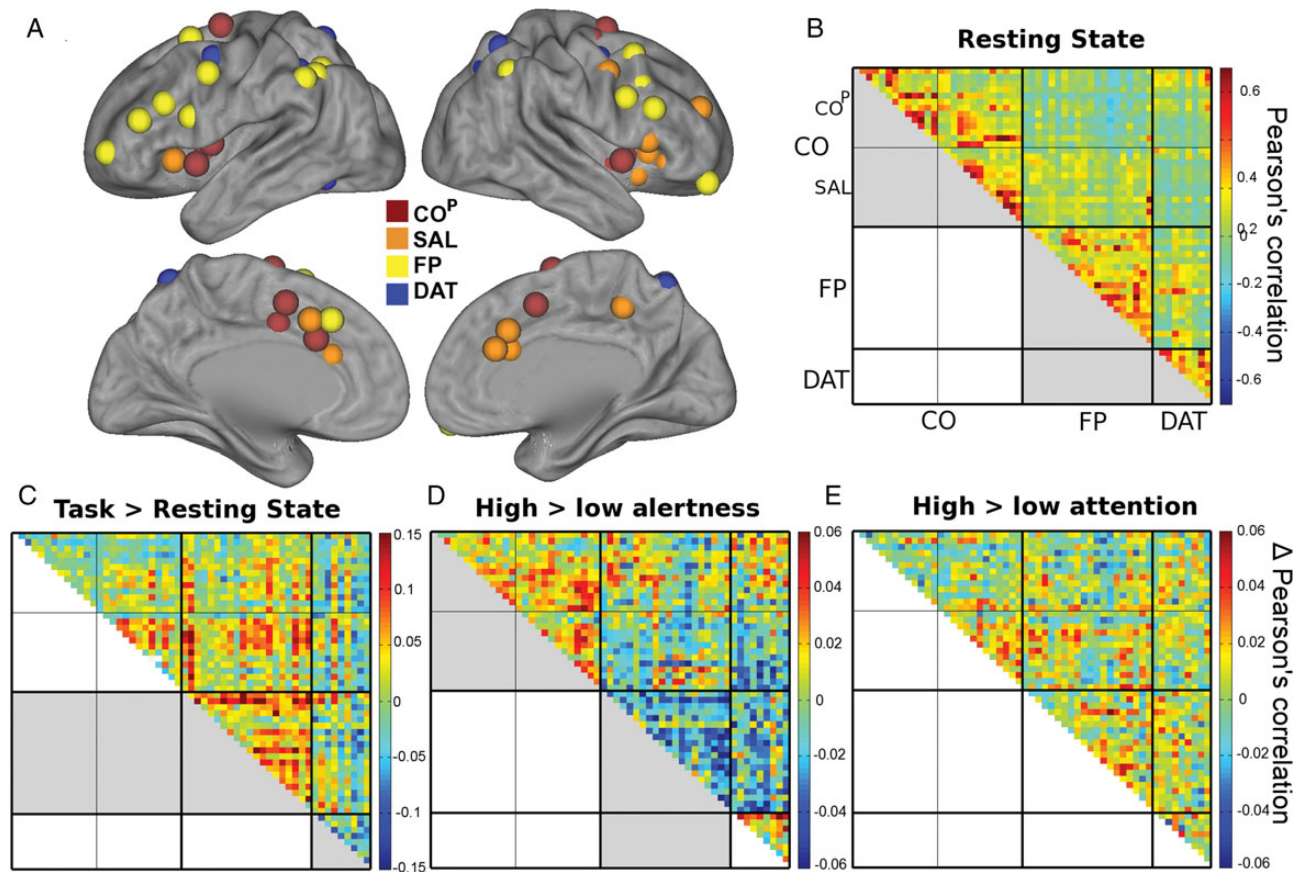 A
CO^P
SAL
FP
DAT
B
Resting State
CO^P
CO
SAL
FP
DAT
CO
FP
DAT
0.6
0.4
0.2
0.2
0
-0.2
-0.4
-0.6
Pearson's correlation
C
Task > Resting State
0.15
0.1
0.05
0
-0.05
-0.1
-0.15
D
High > low alertness
0.06
0.04
0.02
0
-0.02
-0.04
-0.06
E
High > low attention
0.06
0.04
0.02
0
-0.02
-0.04
-0.06
Δ Pearson's correlation